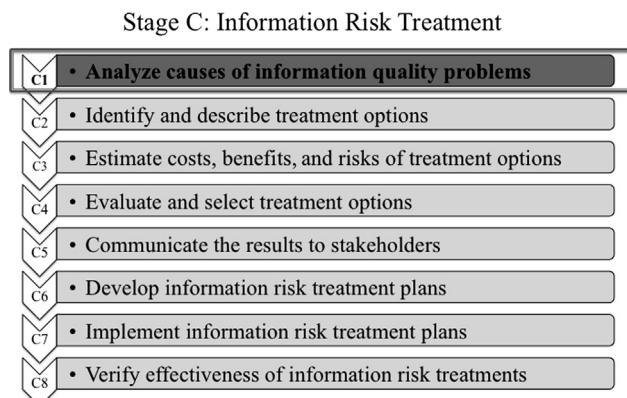 Stage C: Information Risk Treatment
C1 • Analyze causes of information quality problems
C2 • Identify and describe treatment options
C3 • Estimate costs, benefits, and risks of treatment options
C4 • Evaluate and select treatment options
C5 • Communicate the results to stakeholders
C6 • Develop information risk treatment plans
C7 • Implement information risk treatment plans
C8 • Verify effectiveness of information risk treatments